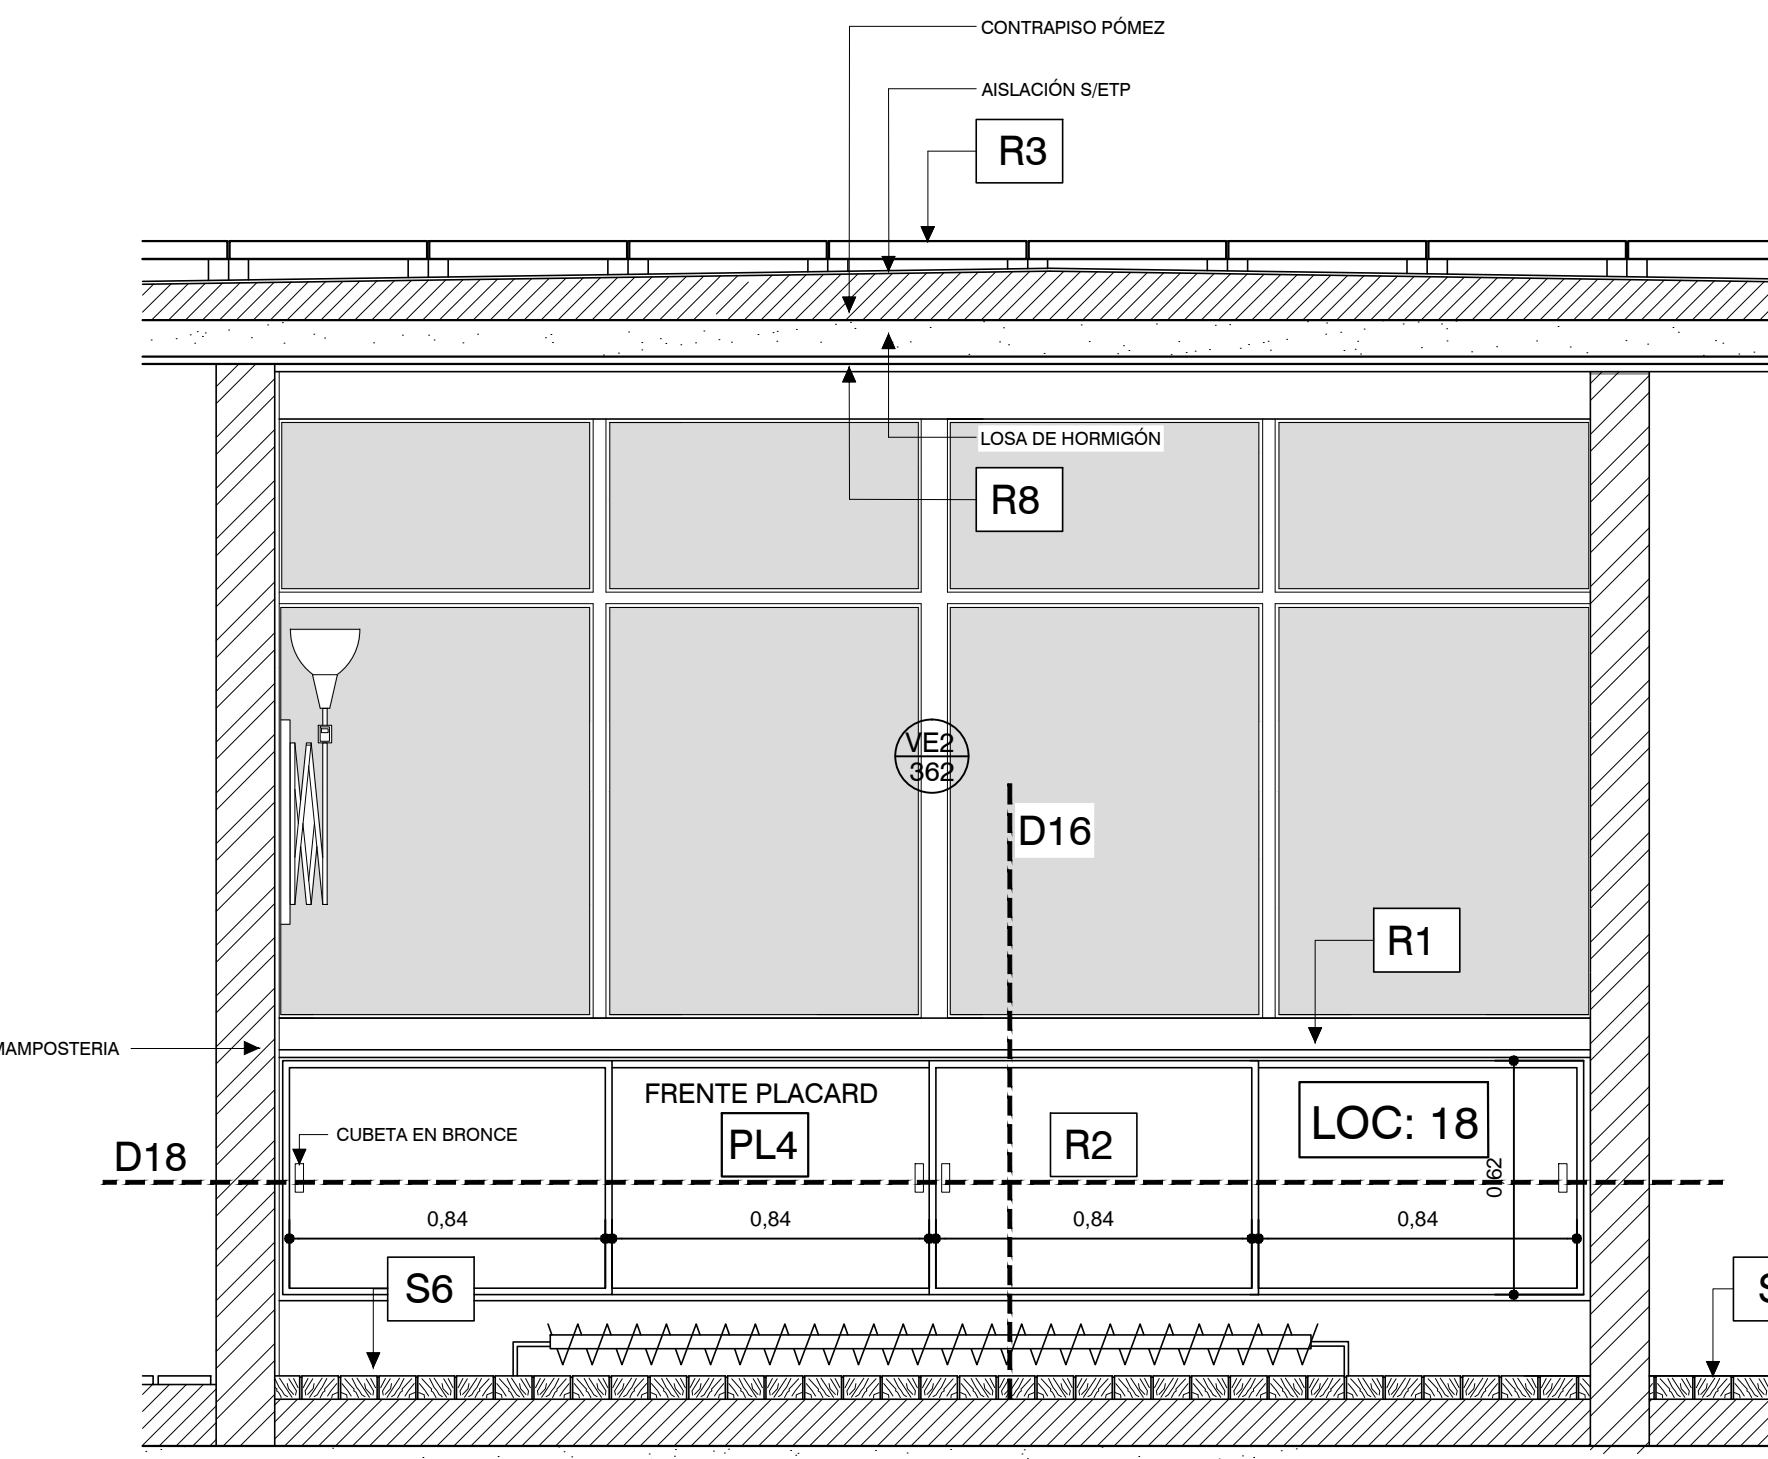 CONTRAPISO PÓMEZ
AISLACIÓN S/ETP
R3
LOSA DE HORMIGÓN
R8
VE2
362
D16
R1
MAMPOSTERIA
FRENTE PLACARD
LOC: 18
CUBETA EN BRONCE
PL4
R2
D18
0,62
0,84
0,84
0,84
0,84
S6
S